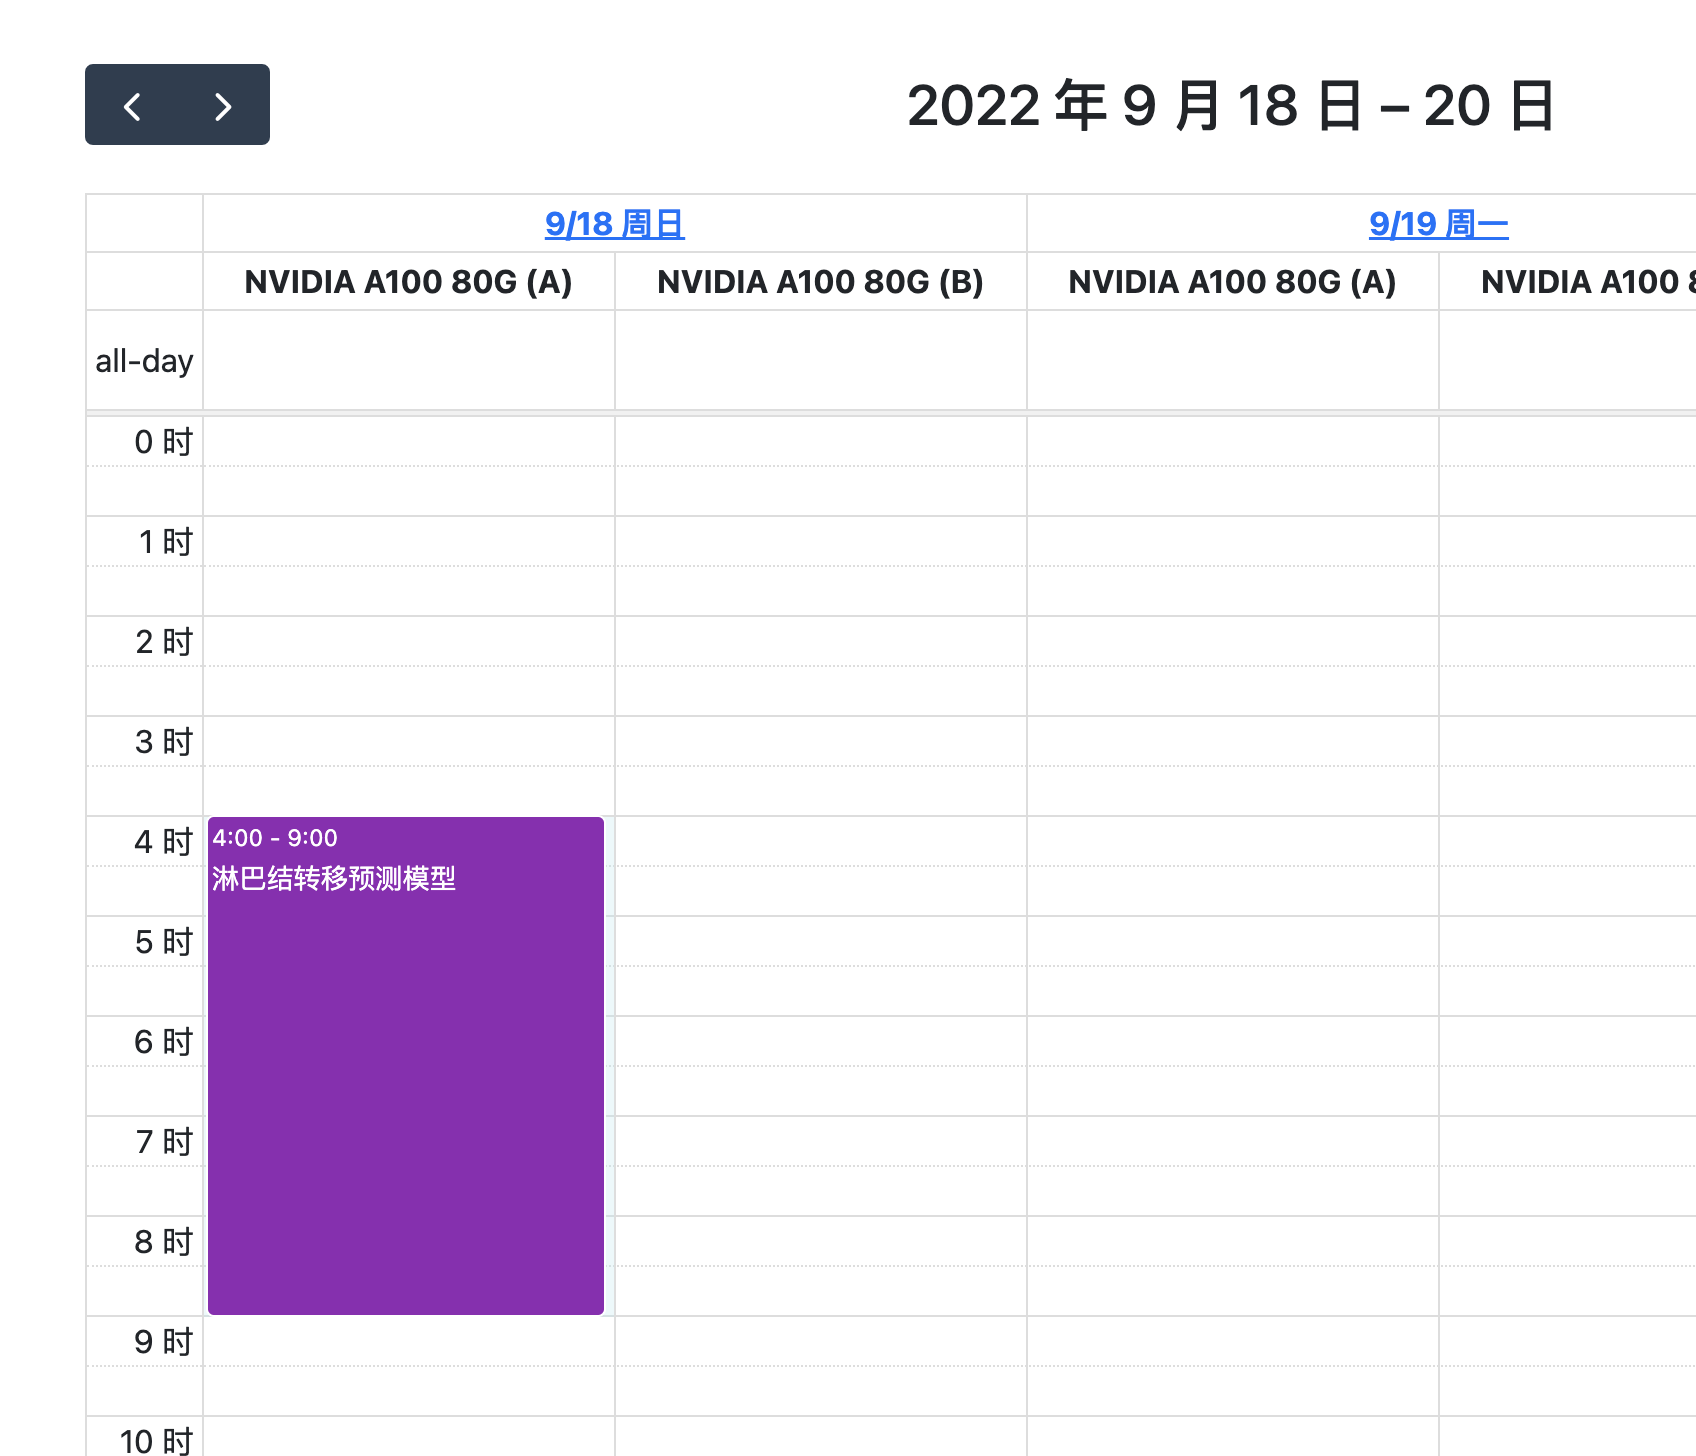 2022 年 9 月 18 日 – 20 日
9/18 周日
9/19 周一
NVIDIA A100 80G (A)
NVIDIA A100 80G (B)
NVIDIA A100 80G (A)
NVIDIA A100
all-day
0 时
1 时
2 时
3 时
4 时
4:00 - 9:00
淋巴结转移预测模型
5 时
6 时
7 时
8 时
9 时
10 时